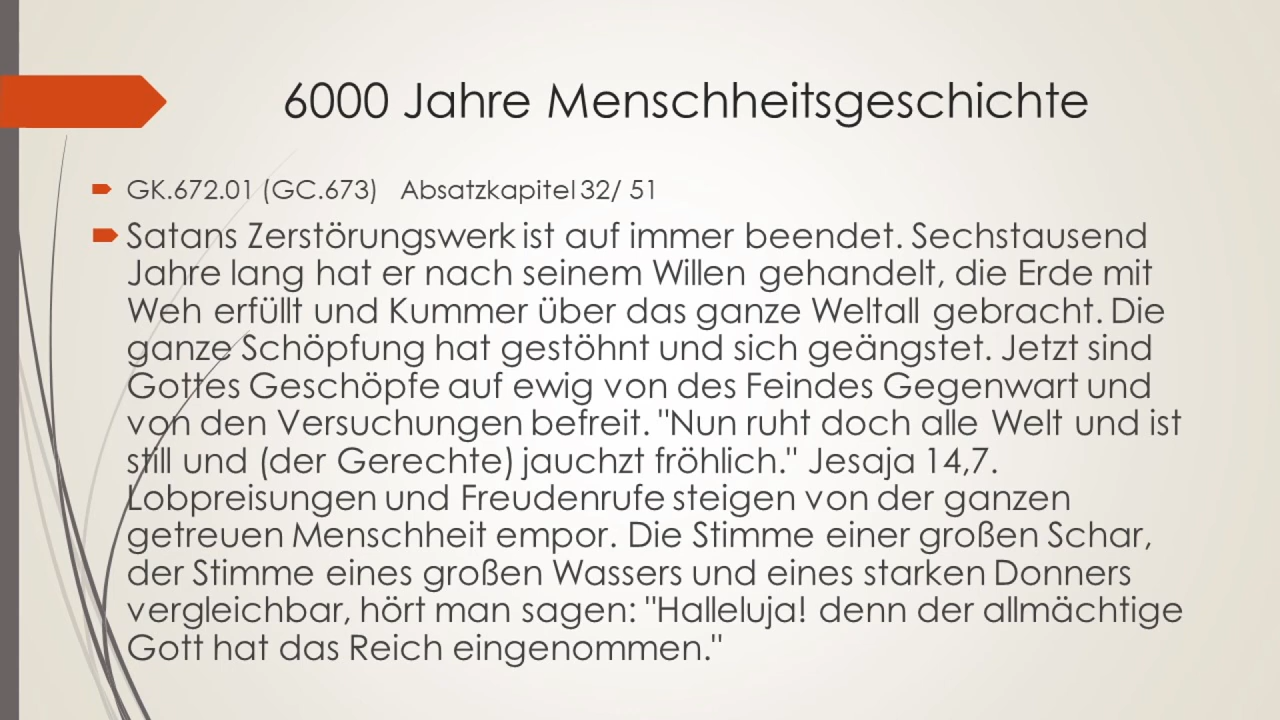 6000 Jahre Menschheitsgeschichte
GK.672.01 (GC.673) Absatzkapitel 32/ 51
Satans Zerstörungswerk ist auf immer beendet. Sechstausend
Jahre lang hat er nach seinem Willen gehandelt, die Erde mit
Weh erfüllt und Kummer über das ganze Weltall gebracht. Die
ganze Schöpfung hat gestöhnt und sich geängstet. Jetzt sind
Gottes Geschöpfe auf ewig von des Feindes Gegenwart und
von den Versuchungen befreit. "Nun ruht doch alle Welt und ist
still und (der Gerechte) jauchzt fröhlich." Jesaja 14,7.
Lobpreisungen und Freudenrufe steigen von der ganzen
getreuen Menschheit empor. Die Stimme einer großen Schar,
der Stimme eines großen Wassers und eines starken Donners
vergleichbar, hört man sagen: "Halleluja! denn der allmächtige
Gott hat das Reich eingenommen."